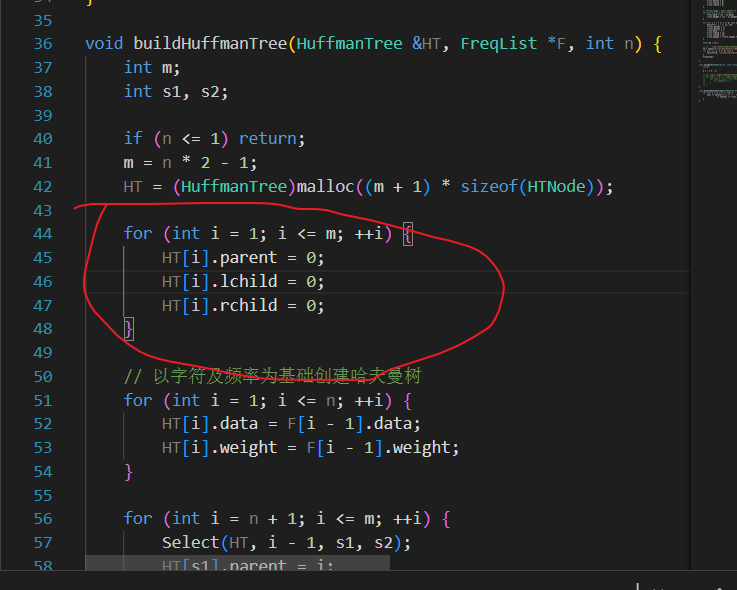 35
36 void buildHuffmanTree(HuffmanTree &HT, FreqList *F, int n) {
37 int m;
38 int s1, s2;
39
40 if (n <= 1) return;
41 m = n * 2 - 1;
42 HT = (HuffmanTree)malloc((m + 1) * sizeof(HTNode));
43
44 for (int i = 1; i <= m; ++i) {
45 HT[i].parent = 0;
46 HT[i].lchild = 0;
47 HT[i].rchild = 0;
48 }
49
50 // 以字符及频率为基础创建哈夫曼树
51 for (int i = 1; i <= n; ++i) {
52 HT[i].data = F[i - 1].data;
53 HT[i].weight = F[i - 1].weight;
54 }
55
56 for (int i = n + 1; i <= m; ++i) {
57 Select(HT, i - 1, s1, s2);
58 HT[s1].parent = i;